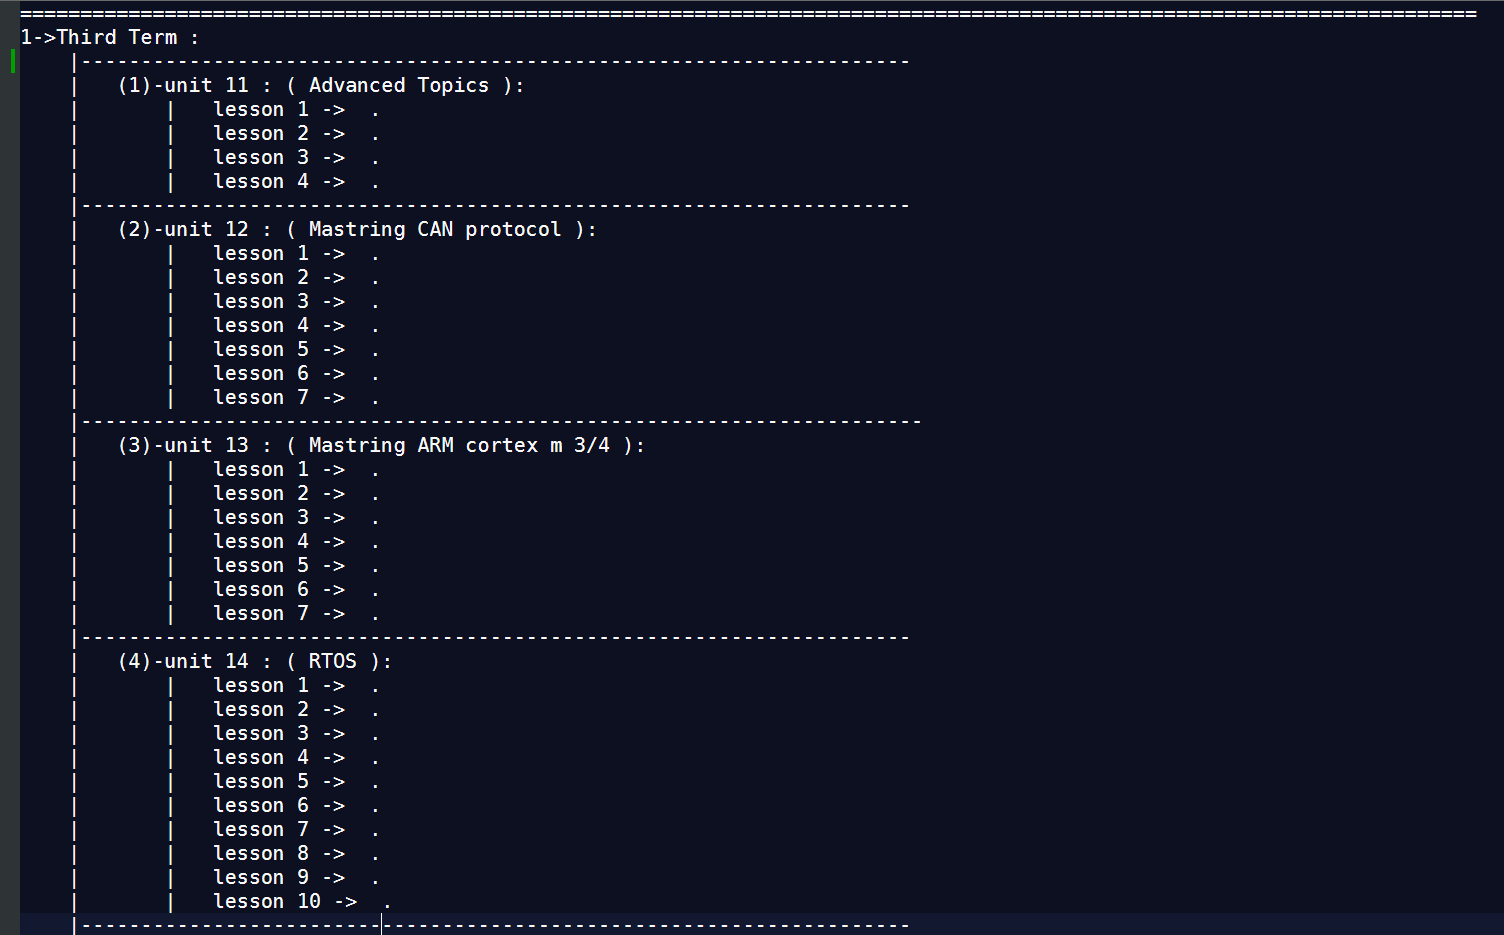 =========================================================================================================================
1->Third Term :
|---------------------------------------------------------------------
| (1)-unit 11 : ( Advanced Topics ):
| | lesson 1 -> .
| | lesson 2 -> .
| | lesson 3 -> .
| | lesson 4 -> .
|---------------------------------------------------------------------
| (2)-unit 12 : ( Mastring CAN protocol ):
| | lesson 1 -> .
| | lesson 2 -> .
| | lesson 3 -> .
| | lesson 4 -> .
| | lesson 5 -> .
| | lesson 6 -> .
| | lesson 7 -> .
|----------------------------------------------------------------------
| (3)-unit 13 : ( Mastring ARM cortex m 3/4 ):
| | lesson 1 -> .
| | lesson 2 -> .
| | lesson 3 -> .
| | lesson 4 -> .
| | lesson 5 -> .
| | lesson 6 -> .
| | lesson 7 -> .
|---------------------------------------------------------------------
| (4)-unit 14 : ( RTOS ):
| | lesson 1 -> .
| | lesson 2 -> .
| | lesson 3 -> .
| | lesson 4 -> .
| | lesson 5 -> .
| | lesson 6 -> .
| | lesson 7 -> .
| | lesson 8 -> .
| | lesson 9 -> .
| | lesson 10 -> .
|---------------------------------------------------------------------